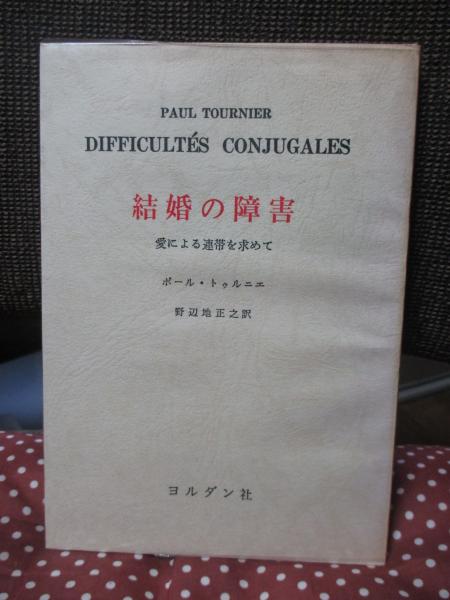 PAUL TOURNIER
DIFFICULTÉS CONJUGALES
結婚の障害
愛による連帯を求めて
ポール・トゥルニエ
野辺地正之訳
ヨルダン社